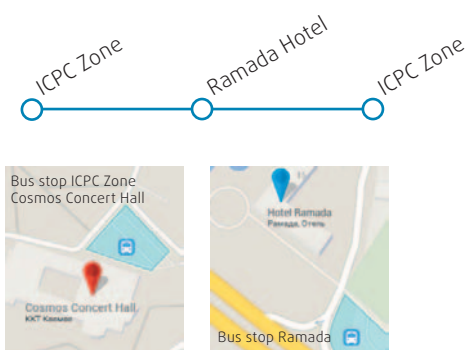 ICPC Zone
Ramada Hotel
ICPC Zone
Bus stop ICPC Zone
Cosmos Concert Hall
Cosmos Concert Hall
ККТ Космос
Hotel Ramada
Рамада, Отель
Bus stop Ramada